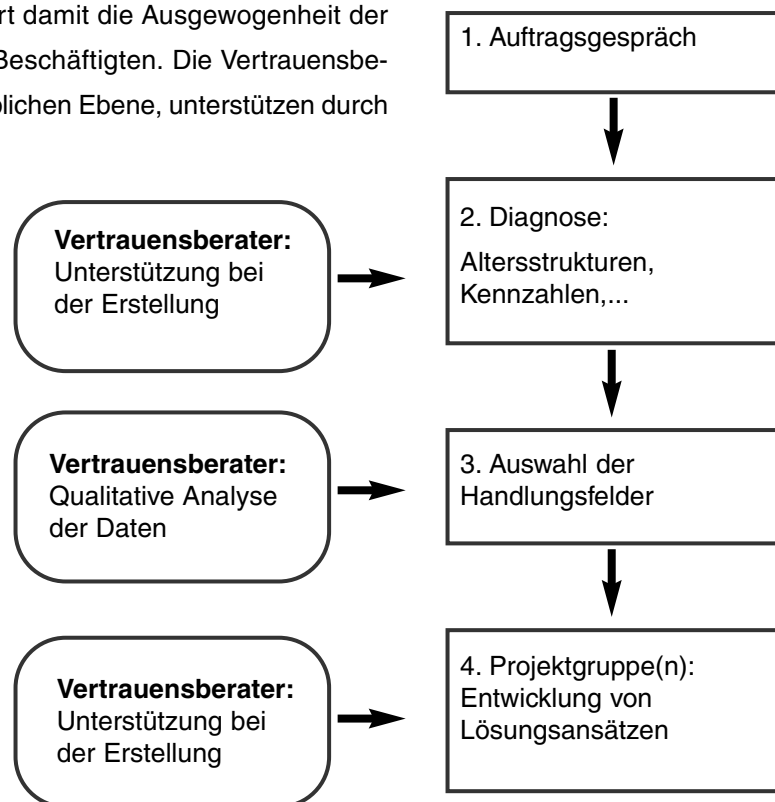 rt damit die Ausgewogenheit der
Beschäftigten. Die Vertrauensbe-
lichen Ebene, unterstützen durch
1. Auftragsgespräch
Vertrauensberater:
Unterstützung bei
der Erstellung
2. Diagnose:
Altersstrukturen,
Kennzahlen,...
Vertrauensberater:
Qualitative Analyse
der Daten
3. Auswahl der
Handlungsfelder
Vertrauensberater:
Unterstützung bei
der Erstellung
4. Projektgruppe(n):
Entwicklung von
Lösungsansätzen